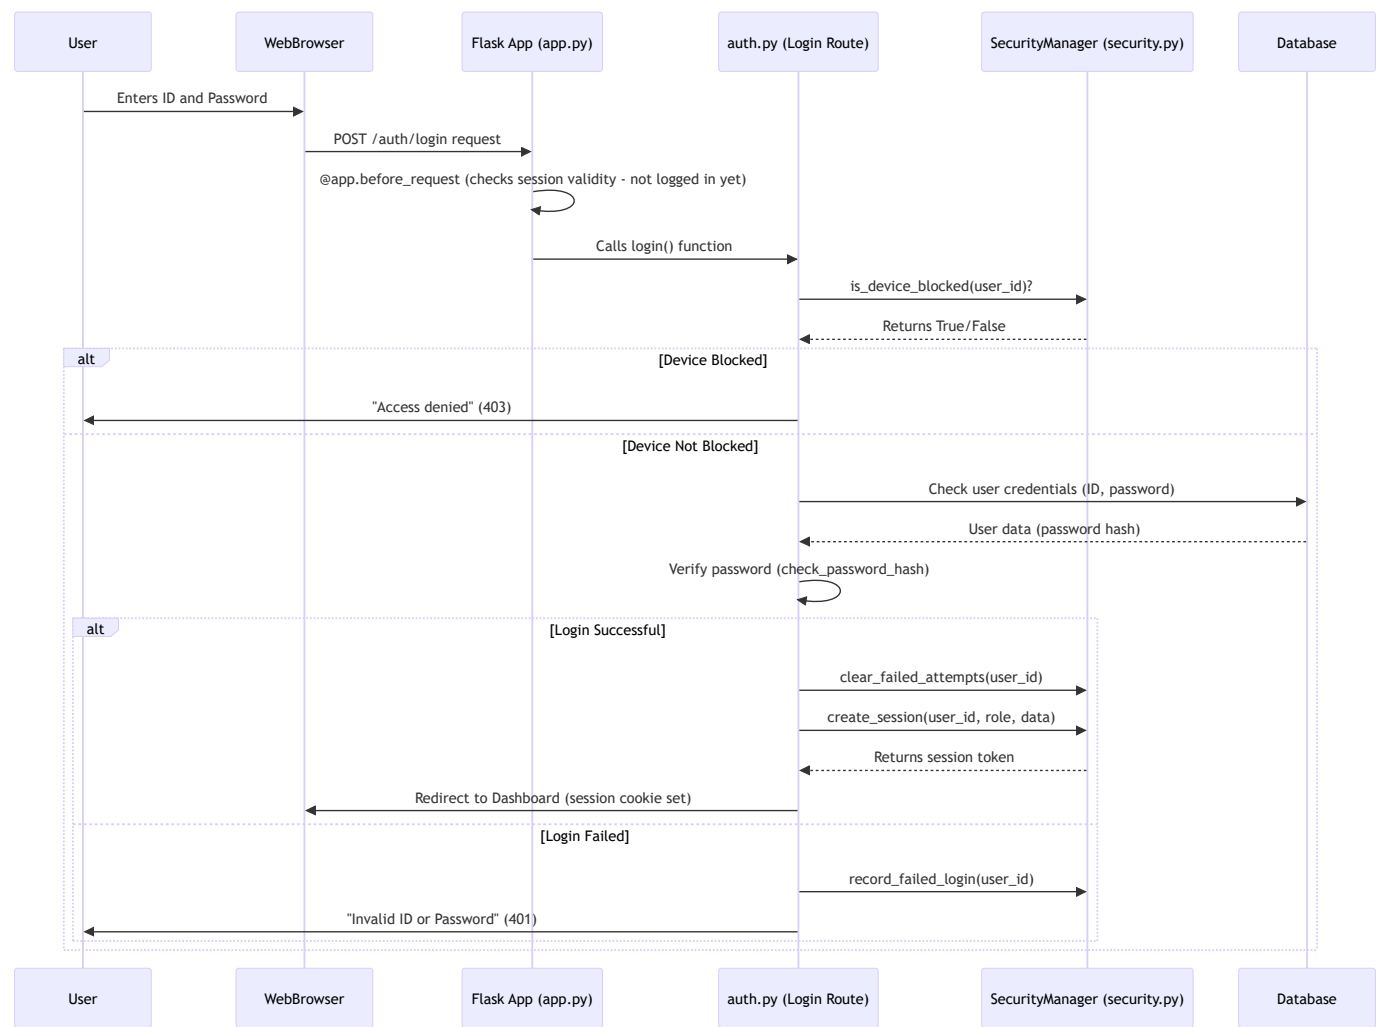 User
WebBrowser
Flask App (app.py)
auth.py (Login Route)
SecurityManager (security.py)
Database
Enters ID and Password
POST /auth/login request
@app.before_request (checks session validity - not logged in yet)
Calls login() function
is_device_blocked(user_id)?
Returns True/False
alt
[Device Blocked]
"Access denied" (403)
[Device Not Blocked]
Check user credentials (ID, password)
User data (password hash)
Verify password (check_password_hash)
alt
[Login Successful]
clear_failed_attempts(user_id)
create_session(user_id, role, data)
Returns session token
Redirect to Dashboard (session cookie set)
[Login Failed]
record_failed_login(user_id)
"Invalid ID or Password" (401)
User
WebBrowser
Flask App (app.py)
auth.py (Login Route)
SecurityManager (security.py)
Database